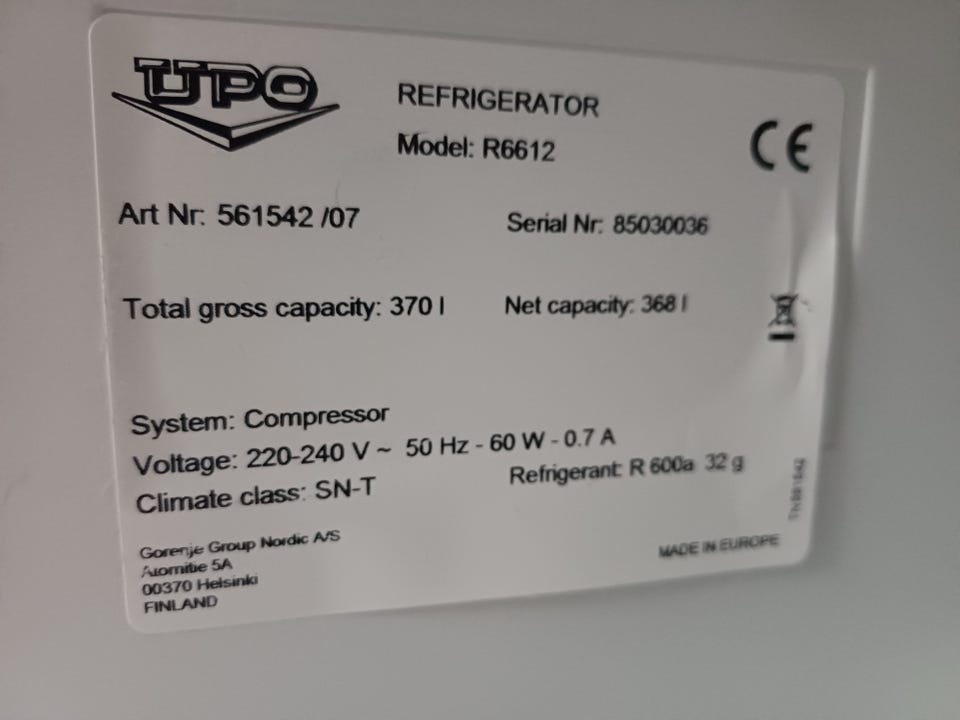 UPO
REFRIGERATOR
Model: R6612
CE
Art Nr: 561542 /07
Serial Nr: 85030036
Total gross capacity: 370 l
Net capacity: 368 l
System: Compressor
Voltage: 220-240 V ~ 50 Hz - 60 W - 0.7 A
Climate class: SN-T
Refrigerant: R 600a 32 g
Gorenje Group Nordic A/S
Atomitie 5A
00370 Helsinki
FINLAND
MADE IN EUROPE